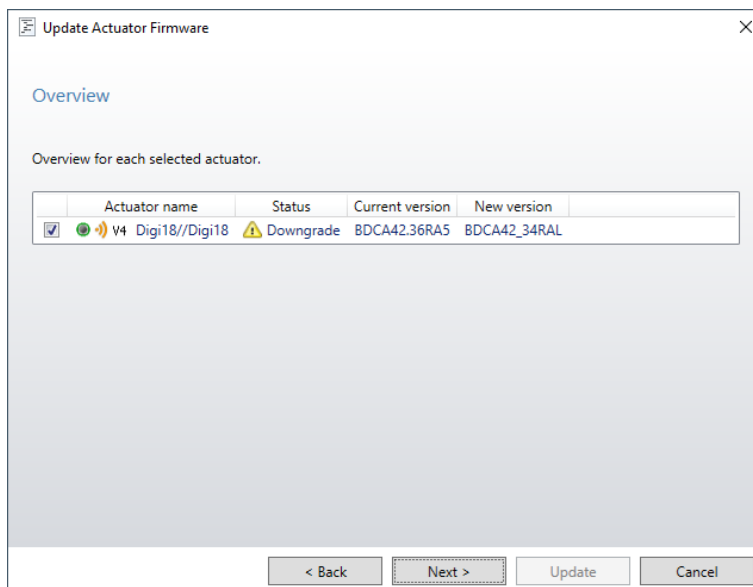 Update Actuator Firmware
Overview
Overview for each selected actuator.
Actuator name Status Current version New version
V4 Digi18//Digi18 Downgrade BDCA42.36RA5 BDCA42_34RAL
< Back Next > Update Cancel